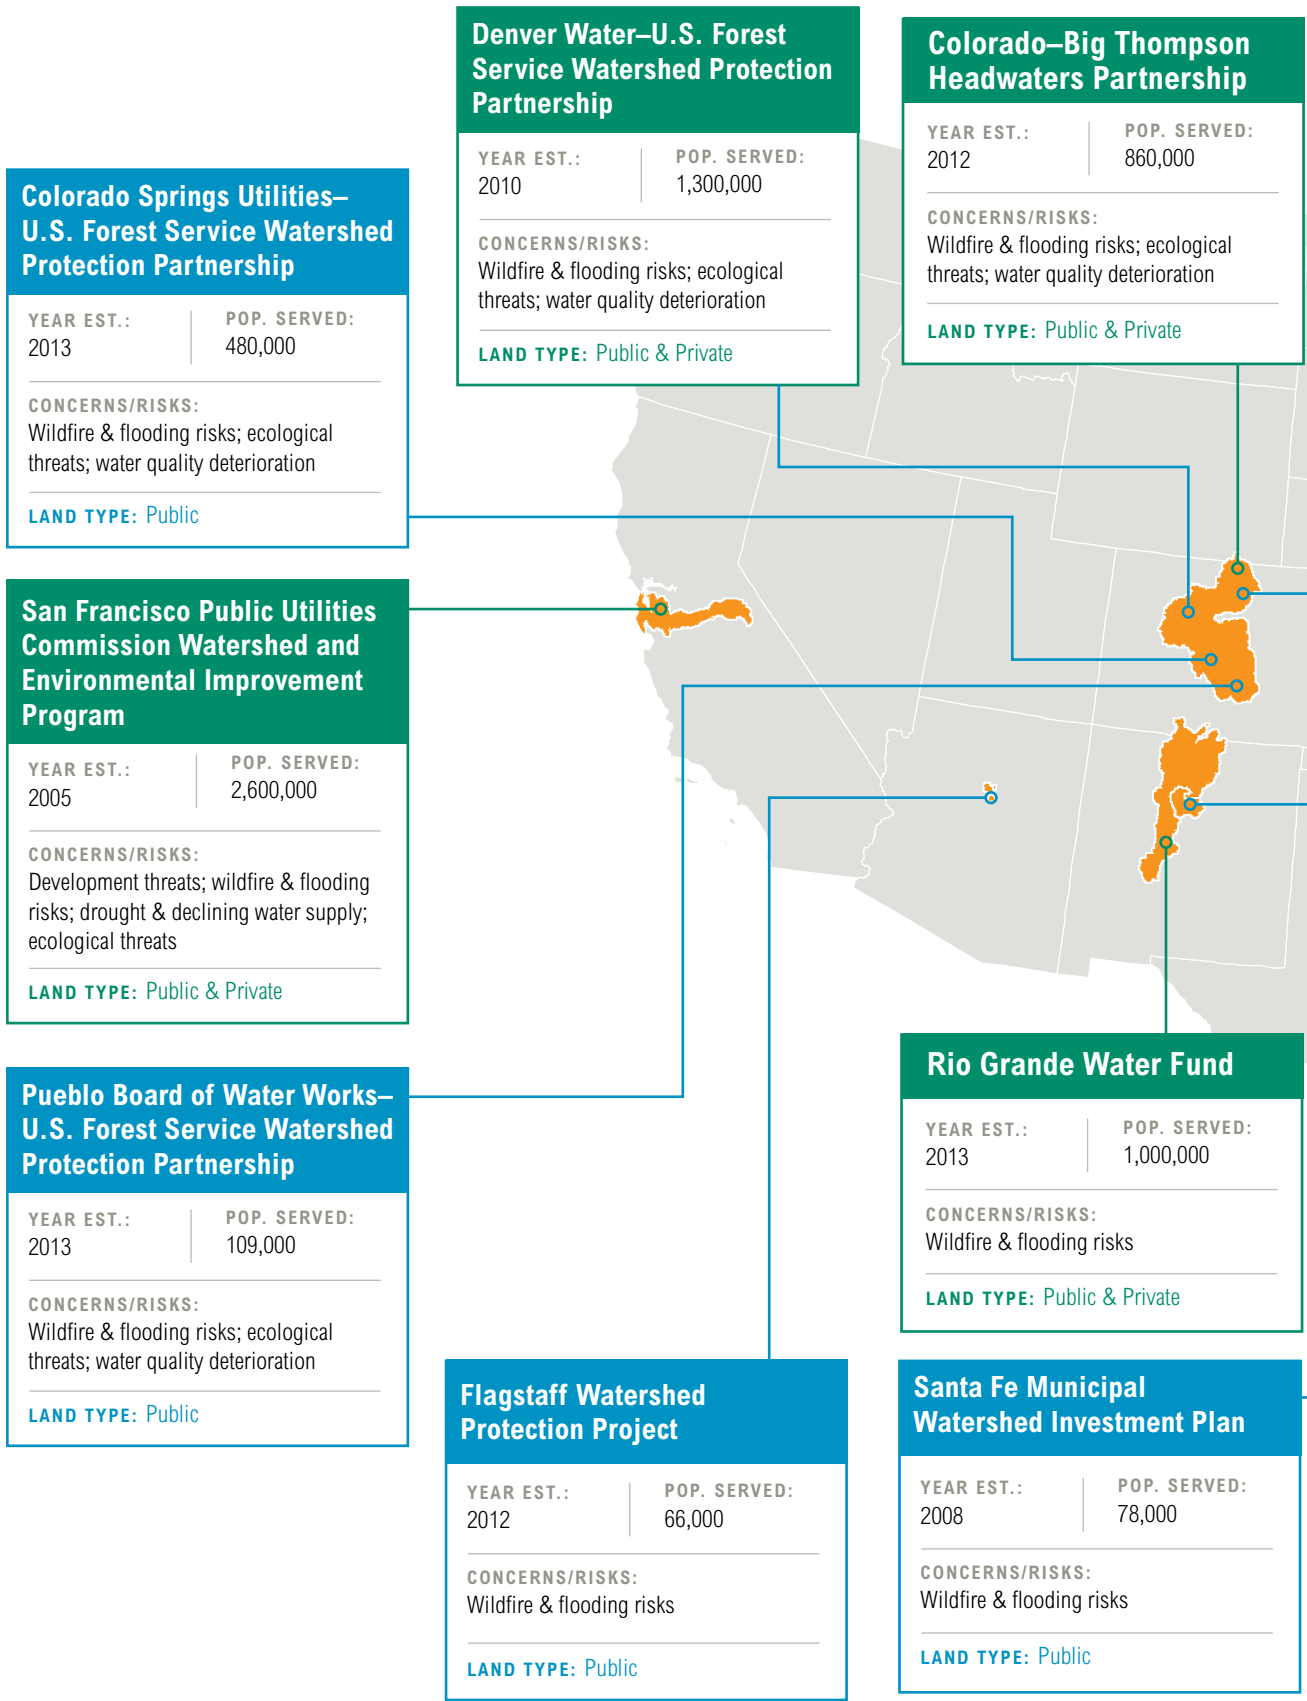 Denver Water–U.S. Forest
Service Watershed Protection
Partnership
YEAR EST.:
2010
POP. SERVED:
1,300,000
CONCERNS/RISKS:
Wildfire & flooding risks; ecological
threats; water quality deterioration
LAND TYPE: Public & Private
Colorado–Big Thompson
Headwaters Partnership
YEAR EST.:
2012
POP. SERVED:
860,000
CONCERNS/RISKS:
Wildfire & flooding risks; ecological
threats; water quality deterioration
LAND TYPE: Public & Private
Colorado Springs Utilities–
U.S. Forest Service Watershed
Protection Partnership
YEAR EST.:
2013
POP. SERVED:
480,000
CONCERNS/RISKS:
Wildfire & flooding risks; ecological
threats; water quality deterioration
LAND TYPE: Public
San Francisco Public Utilities
Commission Watershed and
Environmental Improvement
Program
YEAR EST.:
2005
POP. SERVED:
2,600,000
CONCERNS/RISKS:
Development threats; wildfire & flooding
risks; drought & declining water supply;
ecological threats
LAND TYPE: Public & Private
Pueblo Board of Water Works–
U.S. Forest Service Watershed
Protection Partnership
YEAR EST.:
2013
POP. SERVED:
109,000
CONCERNS/RISKS:
Wildfire & flooding risks; ecological
threats; water quality deterioration
LAND TYPE: Public
Rio Grande Water Fund
YEAR EST.:
2013
POP. SERVED:
1,000,000
CONCERNS/RISKS:
Wildfire & flooding risks
LAND TYPE: Public & Private
Flagstaff Watershed
Protection Project
YEAR EST.:
2012
POP. SERVED:
66,000
CONCERNS/RISKS:
Wildfire & flooding risks
LAND TYPE: Public
Santa Fe Municipal
Watershed Investment Plan
YEAR EST.:
2008
POP. SERVED:
78,000
CONCERNS/RISKS:
Wildfire & flooding risks
LAND TYPE: Public